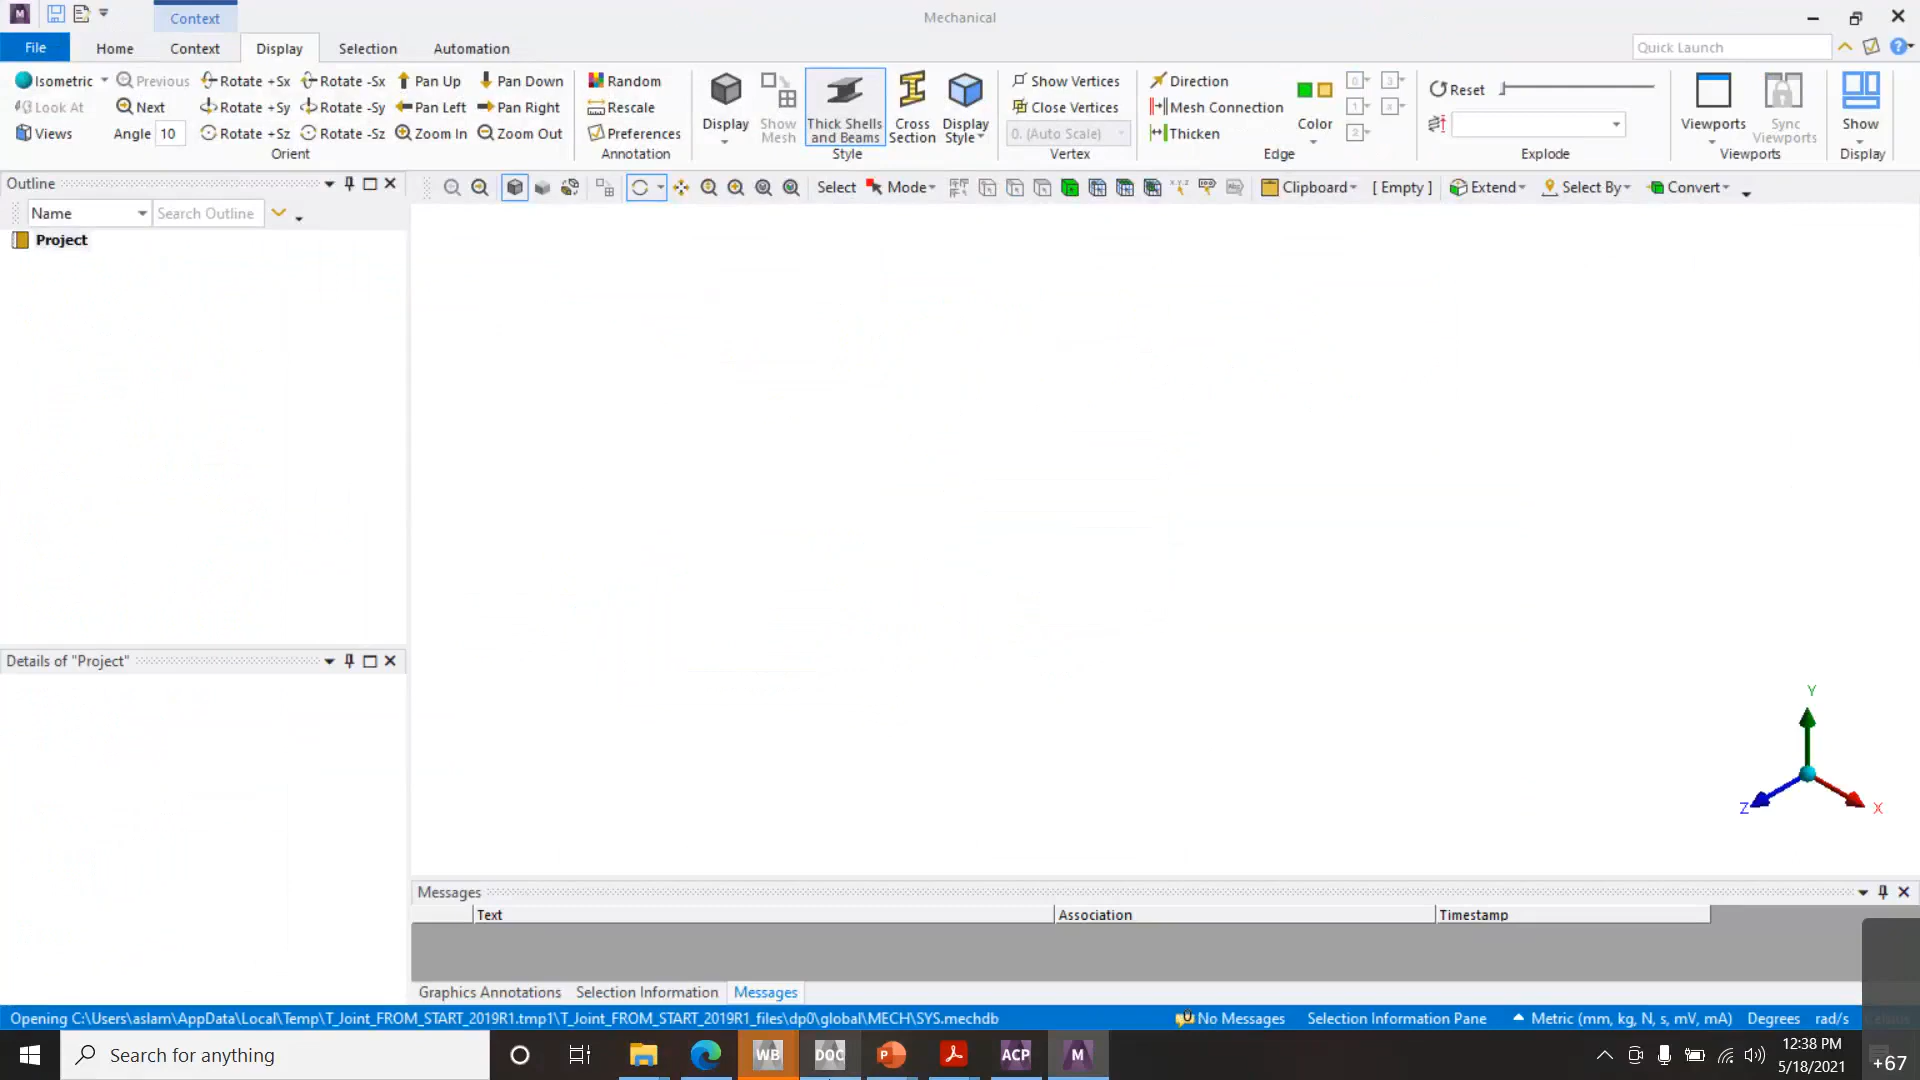 Context
Mechanical
File Home Context Display Selection Automation
Quick Launch
Isometric Previous Rotate +Sx Rotate -Sx Pan Up Pan Down
Look At Next Rotate +Sy Rotate -Sy Pan Left Pan Right
Views Angle 10 Rotate +Sz Rotate -Sz Zoom In Zoom Out
Orient
Random
Rescale
Preferences
Annotation
Display
Show Mesh
Thick Shells and Beams
Cross Section
Display Style
Style
Show Vertices
Close Vertices
0. (Auto Scale)
Vertex
Direction
Mesh Connection
Thicken
Color
Edge
Reset
Explode
Viewports
Sync Viewports
Viewports
Show
Display
Outline
Select Mode Clipboard [ Empty ] Extend Select By Convert
Name Search Outline
Project
Details of "Project"
Y
Z X
Messages
Text Association Timestamp
Graphics Annotations Selection Information Messages
Opening C:\Users\aslam\AppData\Local\Temp\T_Joint_FROM_START_2019R1.tmp1\T_Joint_FROM_START_2019R1_files\dp0\global\MECH\SYS.mechdb No Messages Selection Information Pane Metric (mm, kg, N, s, mV, mA) Degrees rad/s
Search for anything WB DOC P ACP M
12:38 PM
5/18/2021
+67